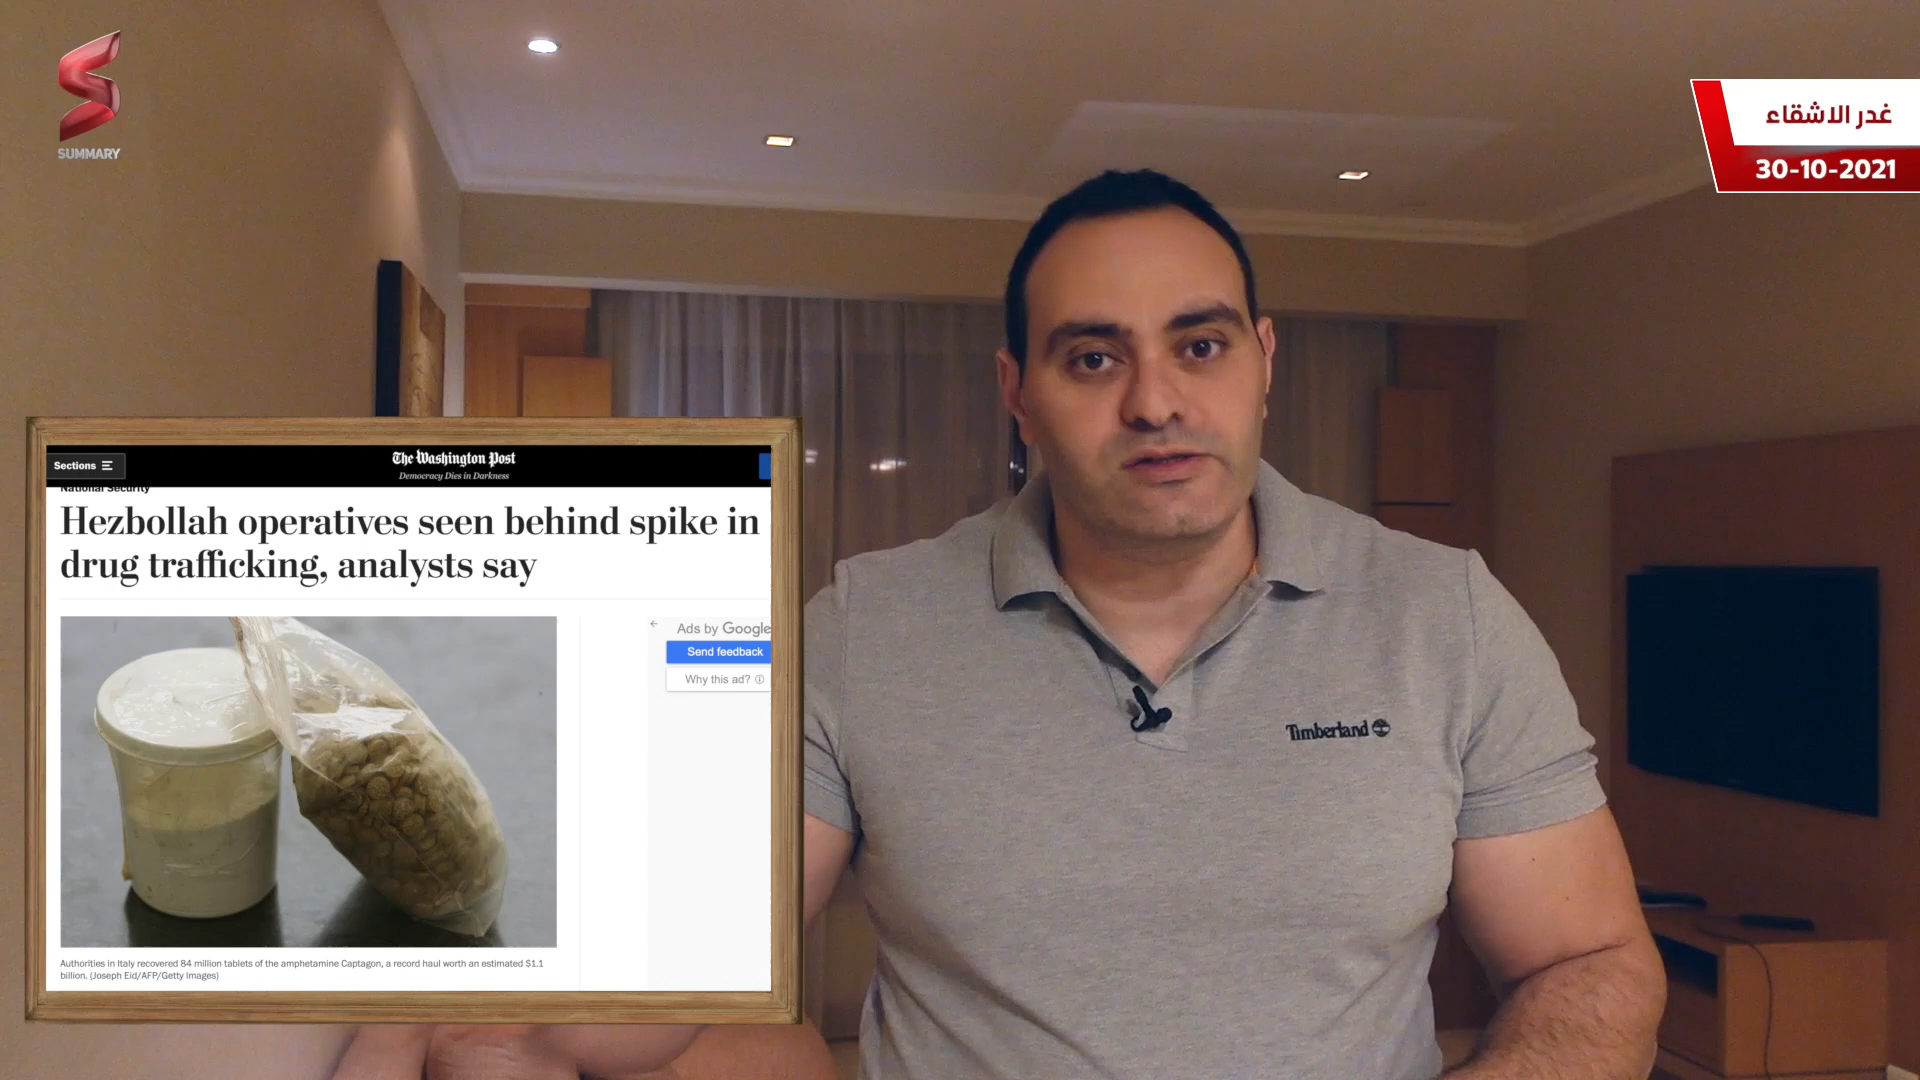 SUMMARY
غدر الاشقاء
30-10-2021
Sections
The Washington Post
Democracy Dies in Darkness
National Security
Hezbollah operatives seen behind spike in
drug trafficking, analysts say
Ads by Google
Send feedback
Why this ad?
Authorities in Italy recovered 84 million tablets of the amphetamine Captagon, a record haul worth an estimated $1.1
billion. (Joseph Eid/AFP/Getty Images)
Timberland